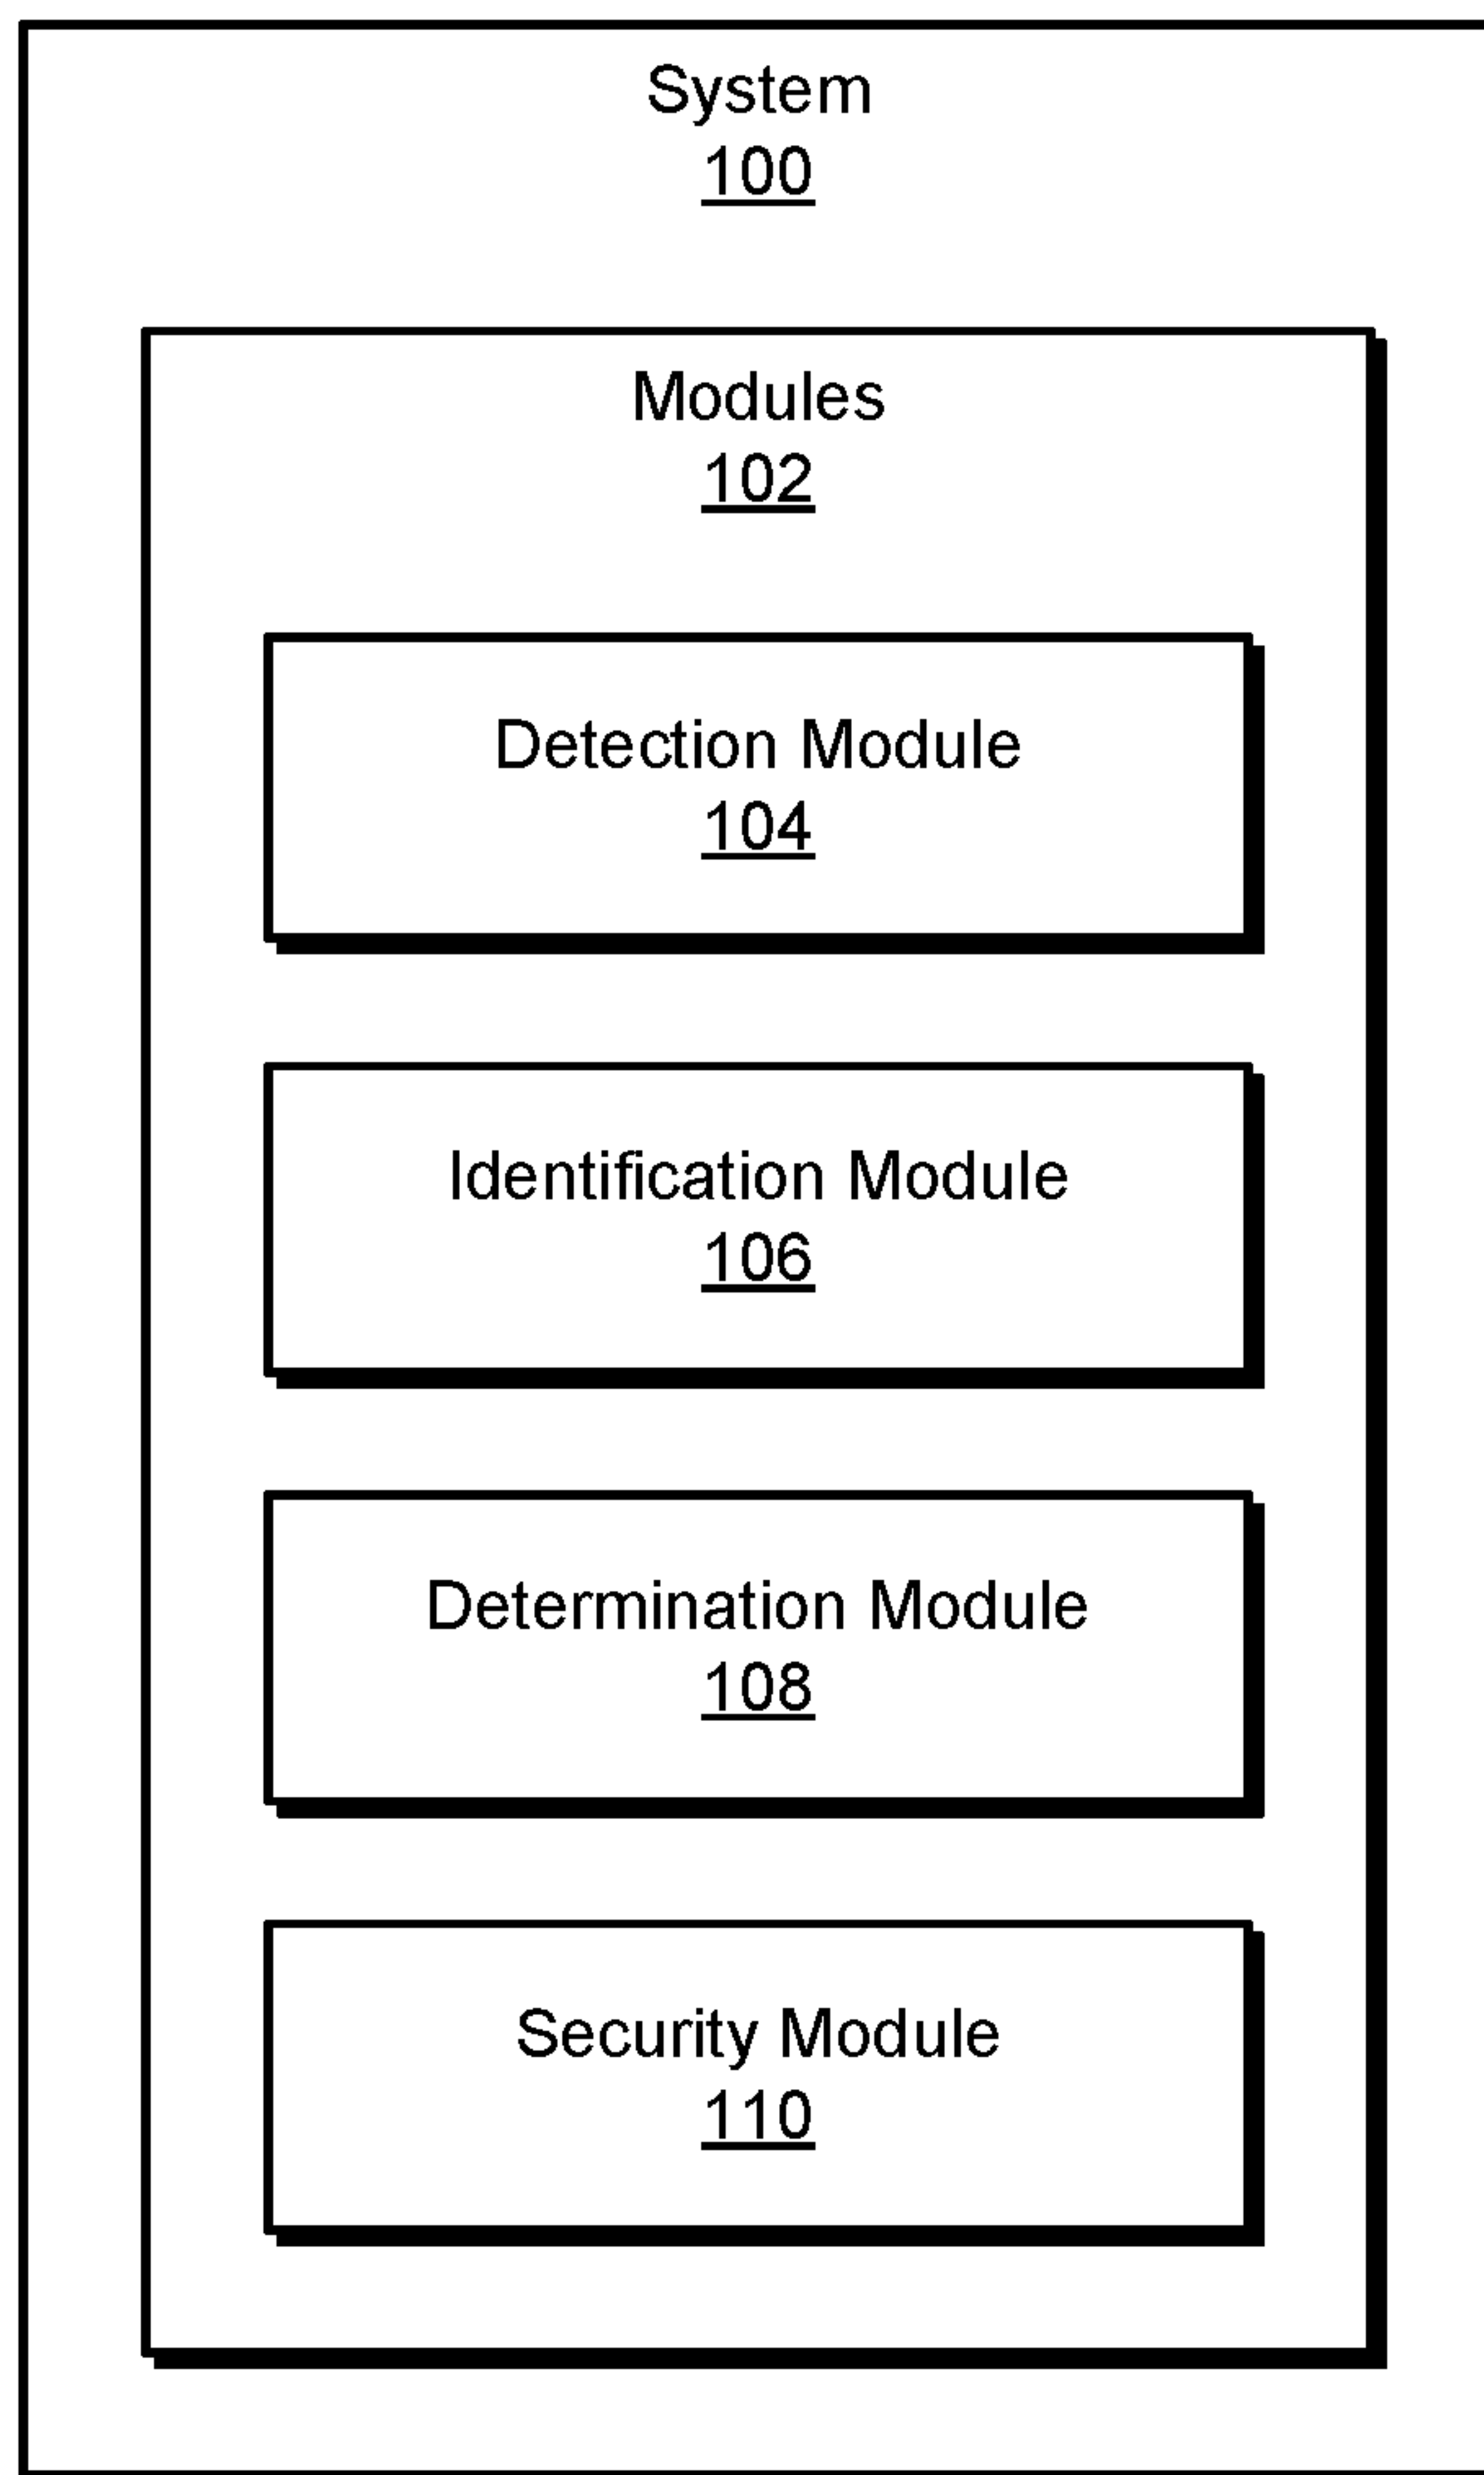 System
100
Modules
102
Detection Module
104
Identification Module
106
Determination Module
108
Security Module
110